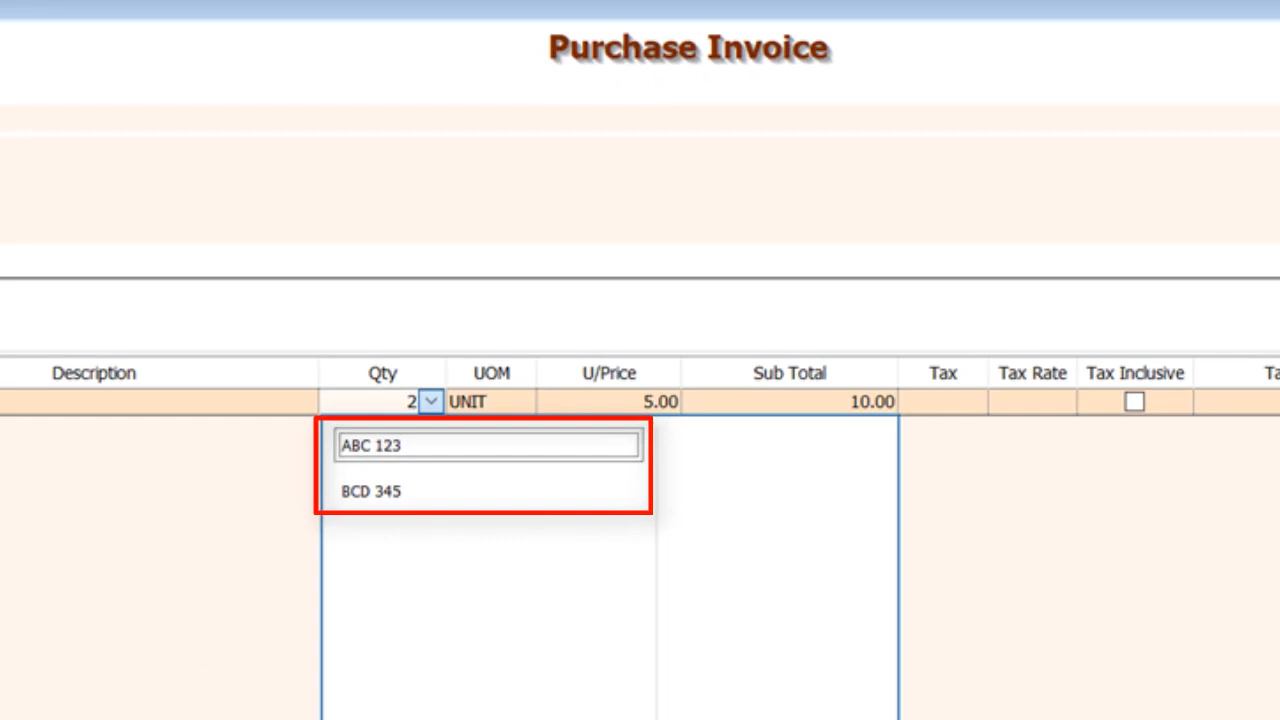 Purchase Invoice
Description Qty UOM U/Price Sub Total Tax Tax Rate Tax Inclusive
2 UNIT 5.00 10.00
ABC 123
BCD 345